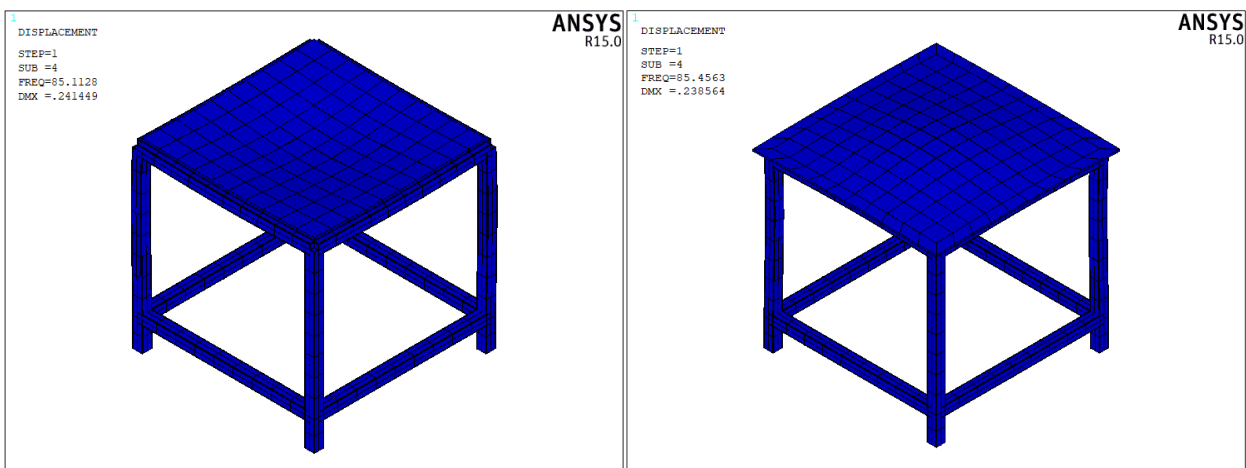 1
DISPLACEMENT
STEP=1
SUB =4
FREQ=85.1128
DMX =.241449
ANSYS
R15.0
1
DISPLACEMENT
STEP=1
SUB =4
FREQ=85.4563
DMX =.238564
ANSYS
R15.0